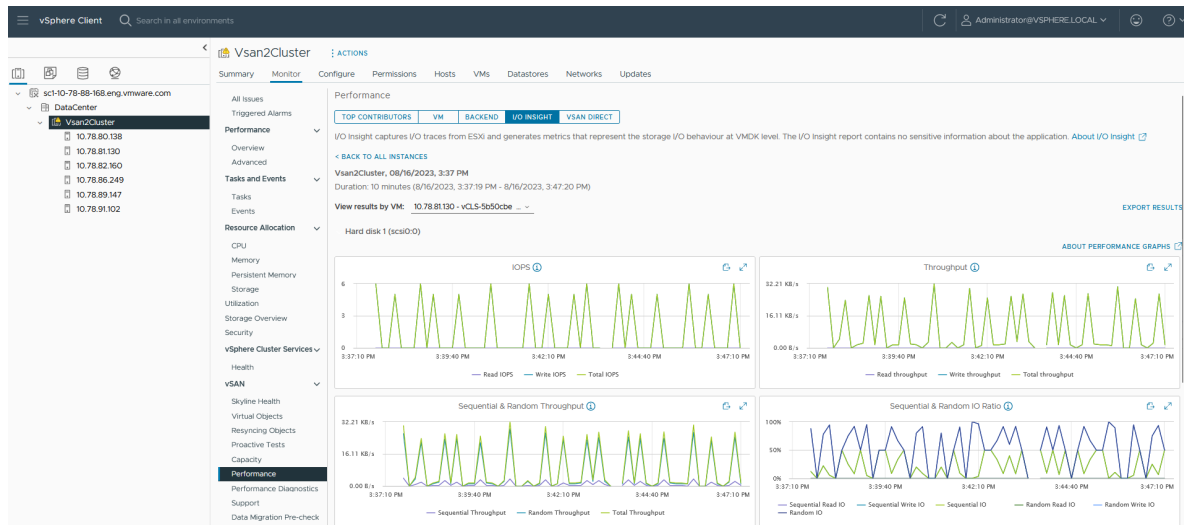 vSphere Client
Search in all environments
Administrator@VSPHERE.LOCAL
Vsan2Cluster
ACTIONS
Summary Monitor Configure Permissions Hosts VMs Datastores Networks Updates
sc1-10-78-88-168.eng.vmware.com
DataCenter
Vsan2Cluster
10.78.80.138
10.78.81.130
10.78.82.160
10.78.86.249
10.78.89.147
10.78.91.102
All Issues
Triggered Alarms
Performance
Overview
Advanced
Tasks and Events
Tasks
Events
Resource Allocation
CPU
Memory
Persistent Memory
Storage
Utilization
Storage Overview
Security
vSphere Cluster Services
Health
vSAN
Skyline Health
Virtual Objects
Resyncing Objects
Proactive Tests
Capacity
Performance
Performance Diagnostics
Support
Data Migration Pre-check
Performance
TOP CONTRIBUTORS VM BACKEND I/O INSIGHT VSAN DIRECT
I/O Insight captures I/O traces from ESXi and generates metrics that represent the storage I/O behaviour at VMDK level. The I/O Insight report contains no sensitive information about the application. About I/O Insight
< BACK TO ALL INSTANCES
Vsan2Cluster, 08/16/2023, 3:37 PM
Duration: 10 minutes (8/16/2023, 3:37:19 PM - 8/16/2023, 3:47:20 PM)
View results by VM: 10.78.81.130 - vCLS-5b50cbe ...
EXPORT RESULTS
Hard disk 1 (scsi0:0)
ABOUT PERFORMANCE GRAPHS
IOPS
6
3
0
3:37:10 PM 3:39:40 PM 3:42:10 PM 3:44:40 PM 3:47:10 PM
Read IOPS Write IOPS Total IOPS
Throughput
32.21 KB/s
16.11 KB/s
0.00 B/s
3:37:10 PM 3:39:40 PM 3:42:10 PM 3:44:40 PM 3:47:10 PM
Read throughput Write throughput Total throughput
Sequential & Random Throughput
32.21 KB/s
16.11 KB/s
0.00 B/s
3:37:10 PM 3:39:40 PM 3:42:10 PM 3:44:40 PM 3:47:10 PM
Sequential Throughput Random Throughput Total Throughput
Sequential & Random IO Ratio
100%
50%
0%
3:37:10 PM 3:39:40 PM 3:42:10 PM 3:44:40 PM 3:47:10 PM
Sequential Read IO Sequential Write IO Sequential IO Random Read IO Random Write IO
Random IO